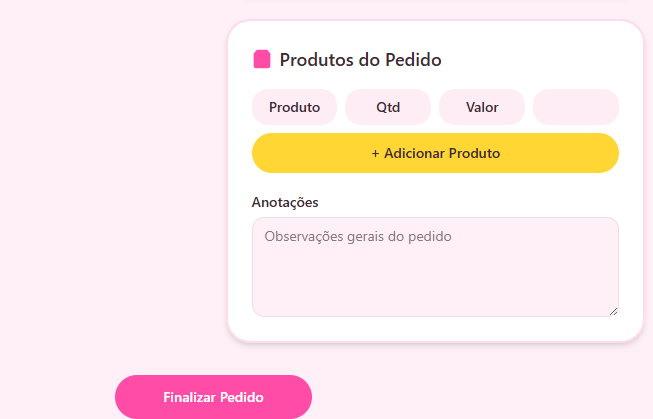 Produtos do Pedido
Produto Qtd Valor
+ Adicionar Produto
Anotações
Observações gerais do pedido
Finalizar Pedido